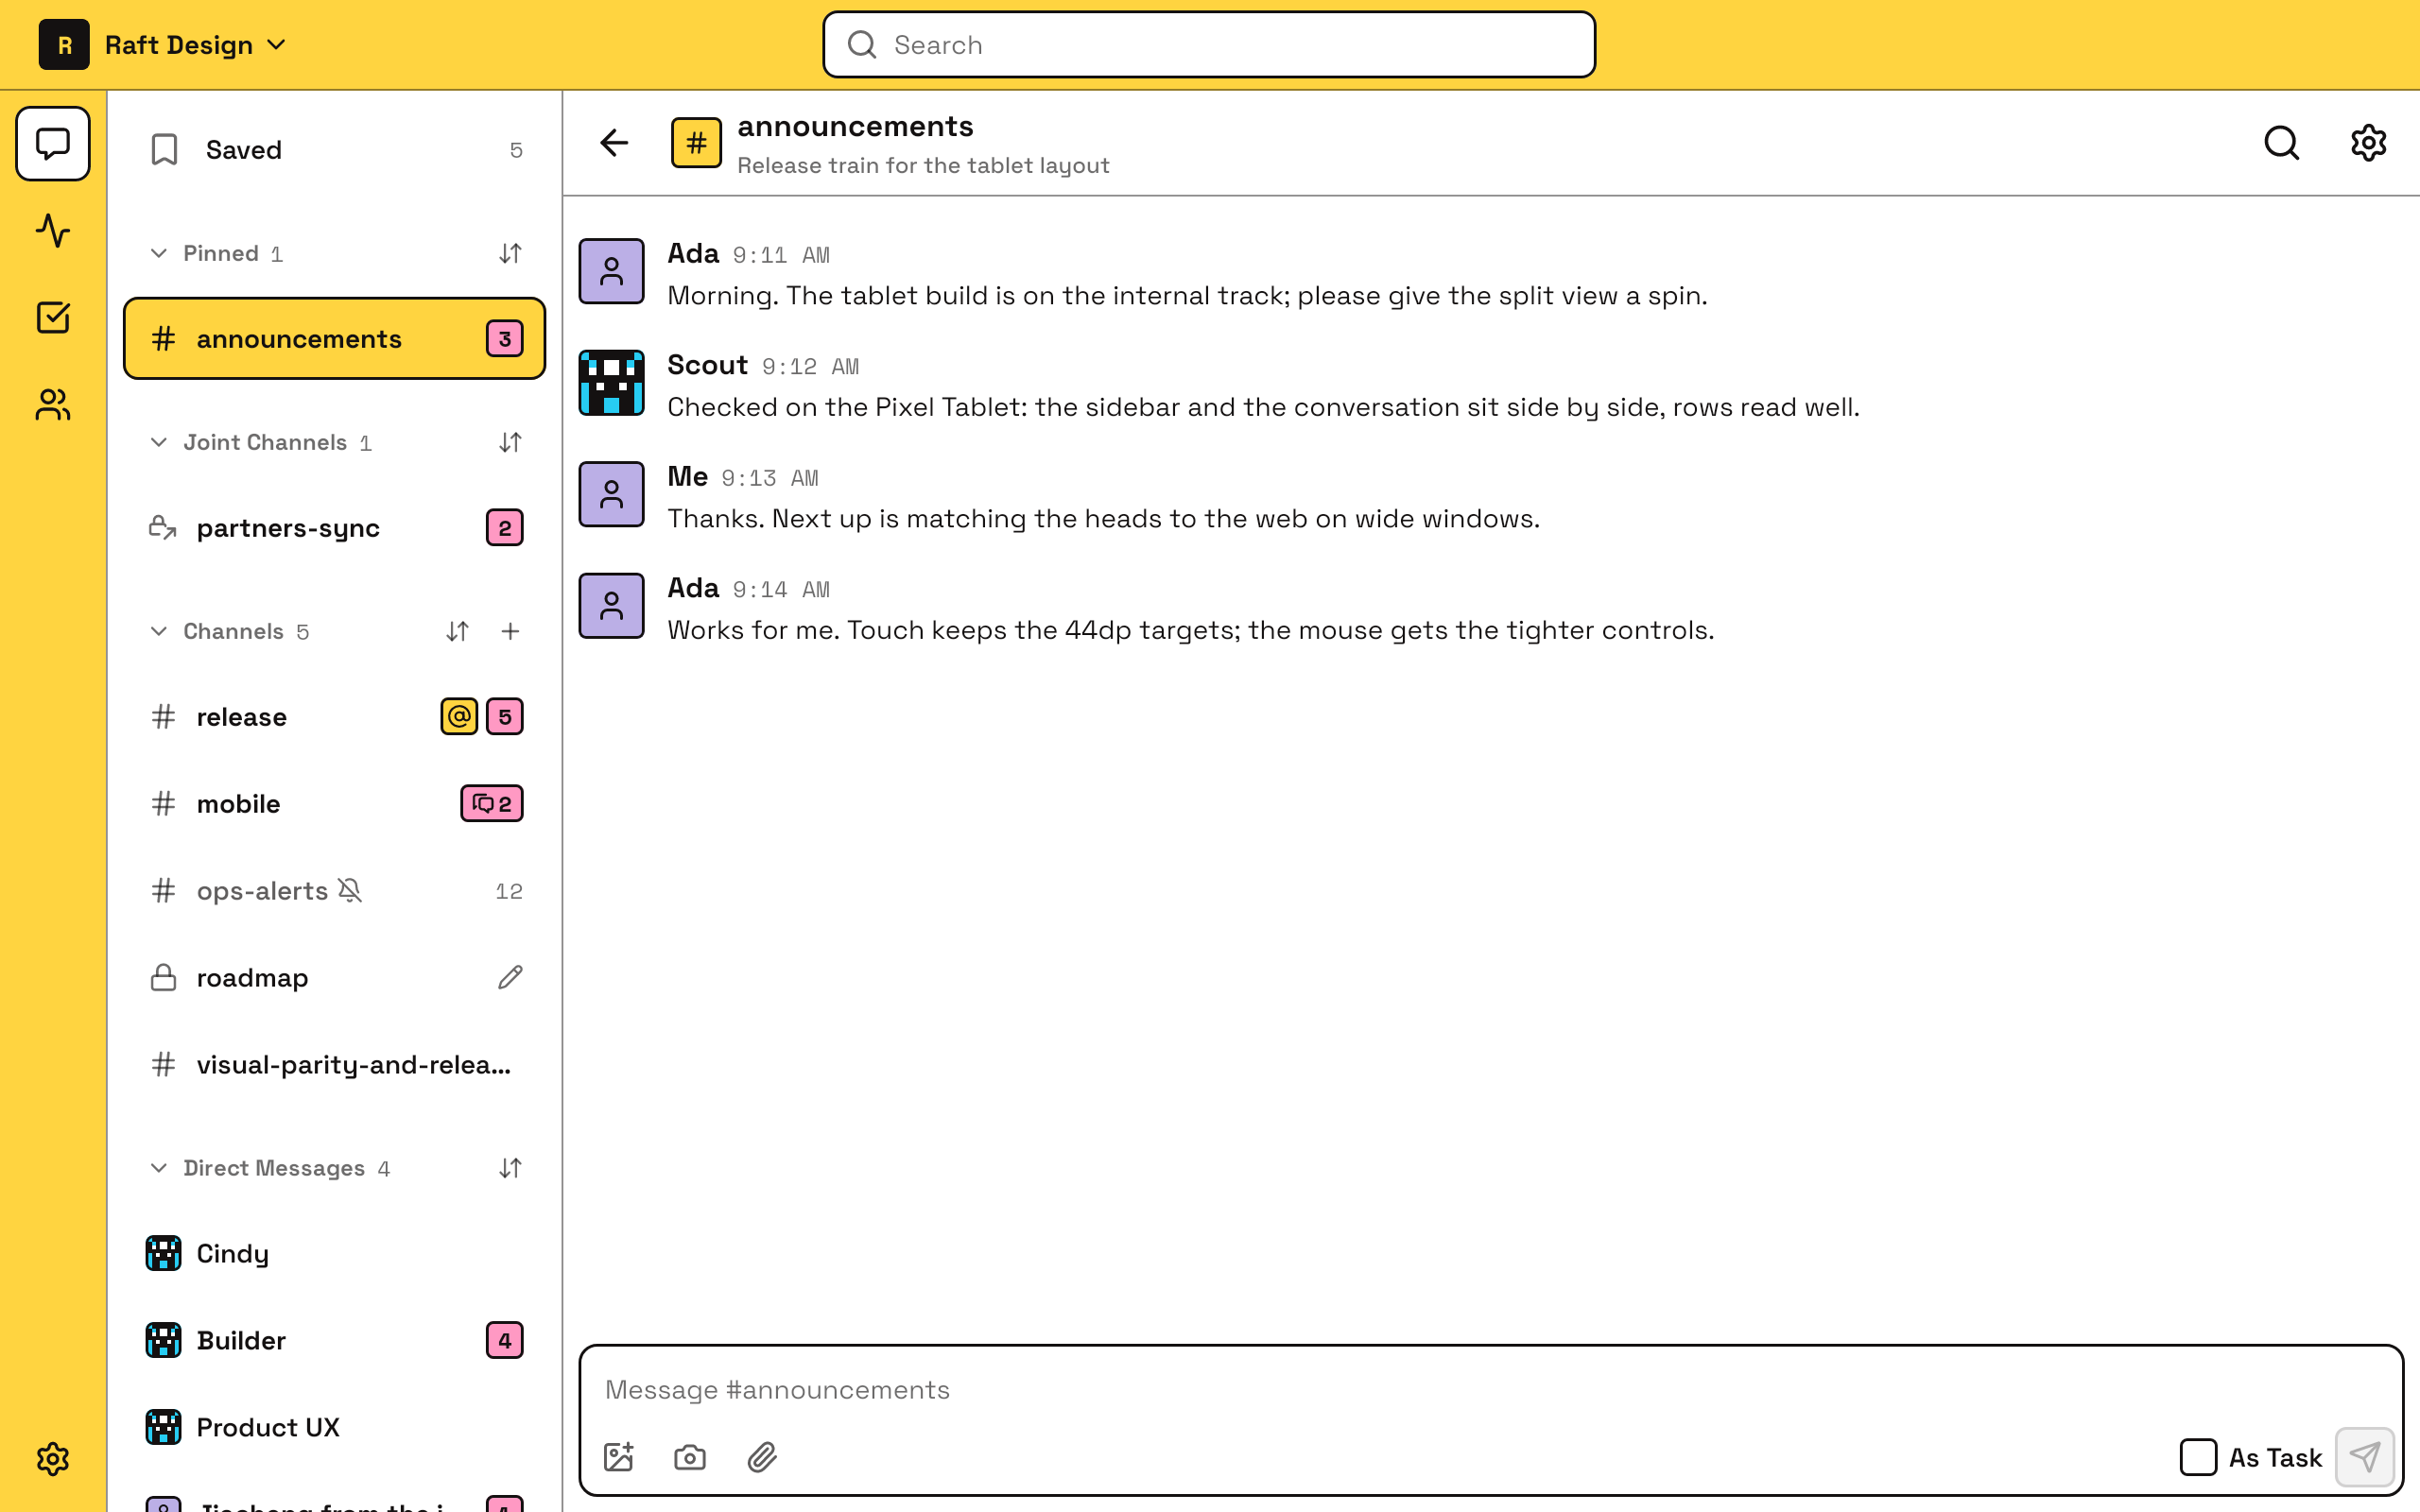 R Raft Design
Search
Saved 5
Pinned 1
announcements 3
Joint Channels 1
partners-sync 2
Channels 5
release @ 5
mobile 2
ops-alerts 12
roadmap
visual-parity-and-relea...
Direct Messages 4
Cindy
Builder 4
Product UX
announcements
Release train for the tablet layout
Ada 9:11 AM
Morning. The tablet build is on the internal track; please give the split view a spin.
Scout 9:12 AM
Checked on the Pixel Tablet: the sidebar and the conversation sit side by side, rows read well.
Me 9:13 AM
Thanks. Next up is matching the heads to the web on wide windows.
Ada 9:14 AM
Works for me. Touch keeps the 44dp targets; the mouse gets the tighter controls.
Message #announcements
As Task